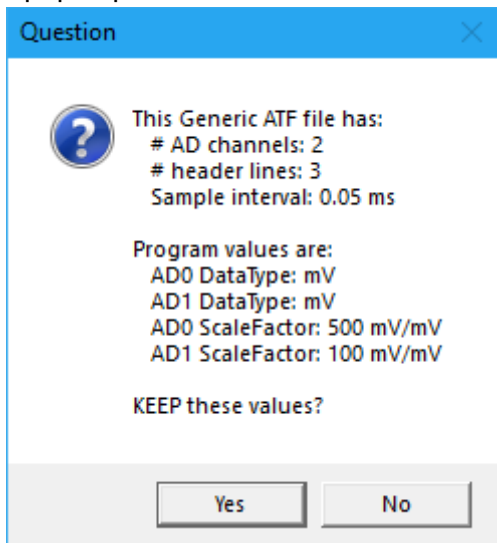 Question
This Generic ATF file has:
# AD channels: 2
# header lines: 3
Sample interval: 0.05 ms
Program values are:
AD0 DataType: mV
AD1 DataType: mV
AD0 ScaleFactor: 500 mV/mV
AD1 ScaleFactor: 100 mV/mV
KEEP these values?
Yes
No